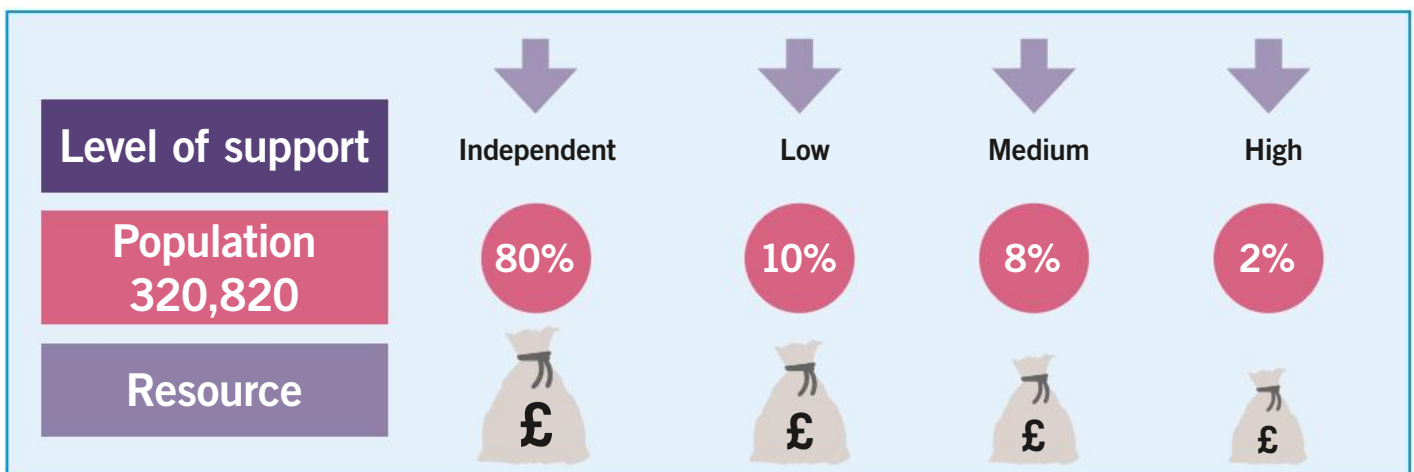 Level of support
Independent
Low
Medium
High
Population
320,820
80%
10%
8%
2%
Resource
£
£
£
£